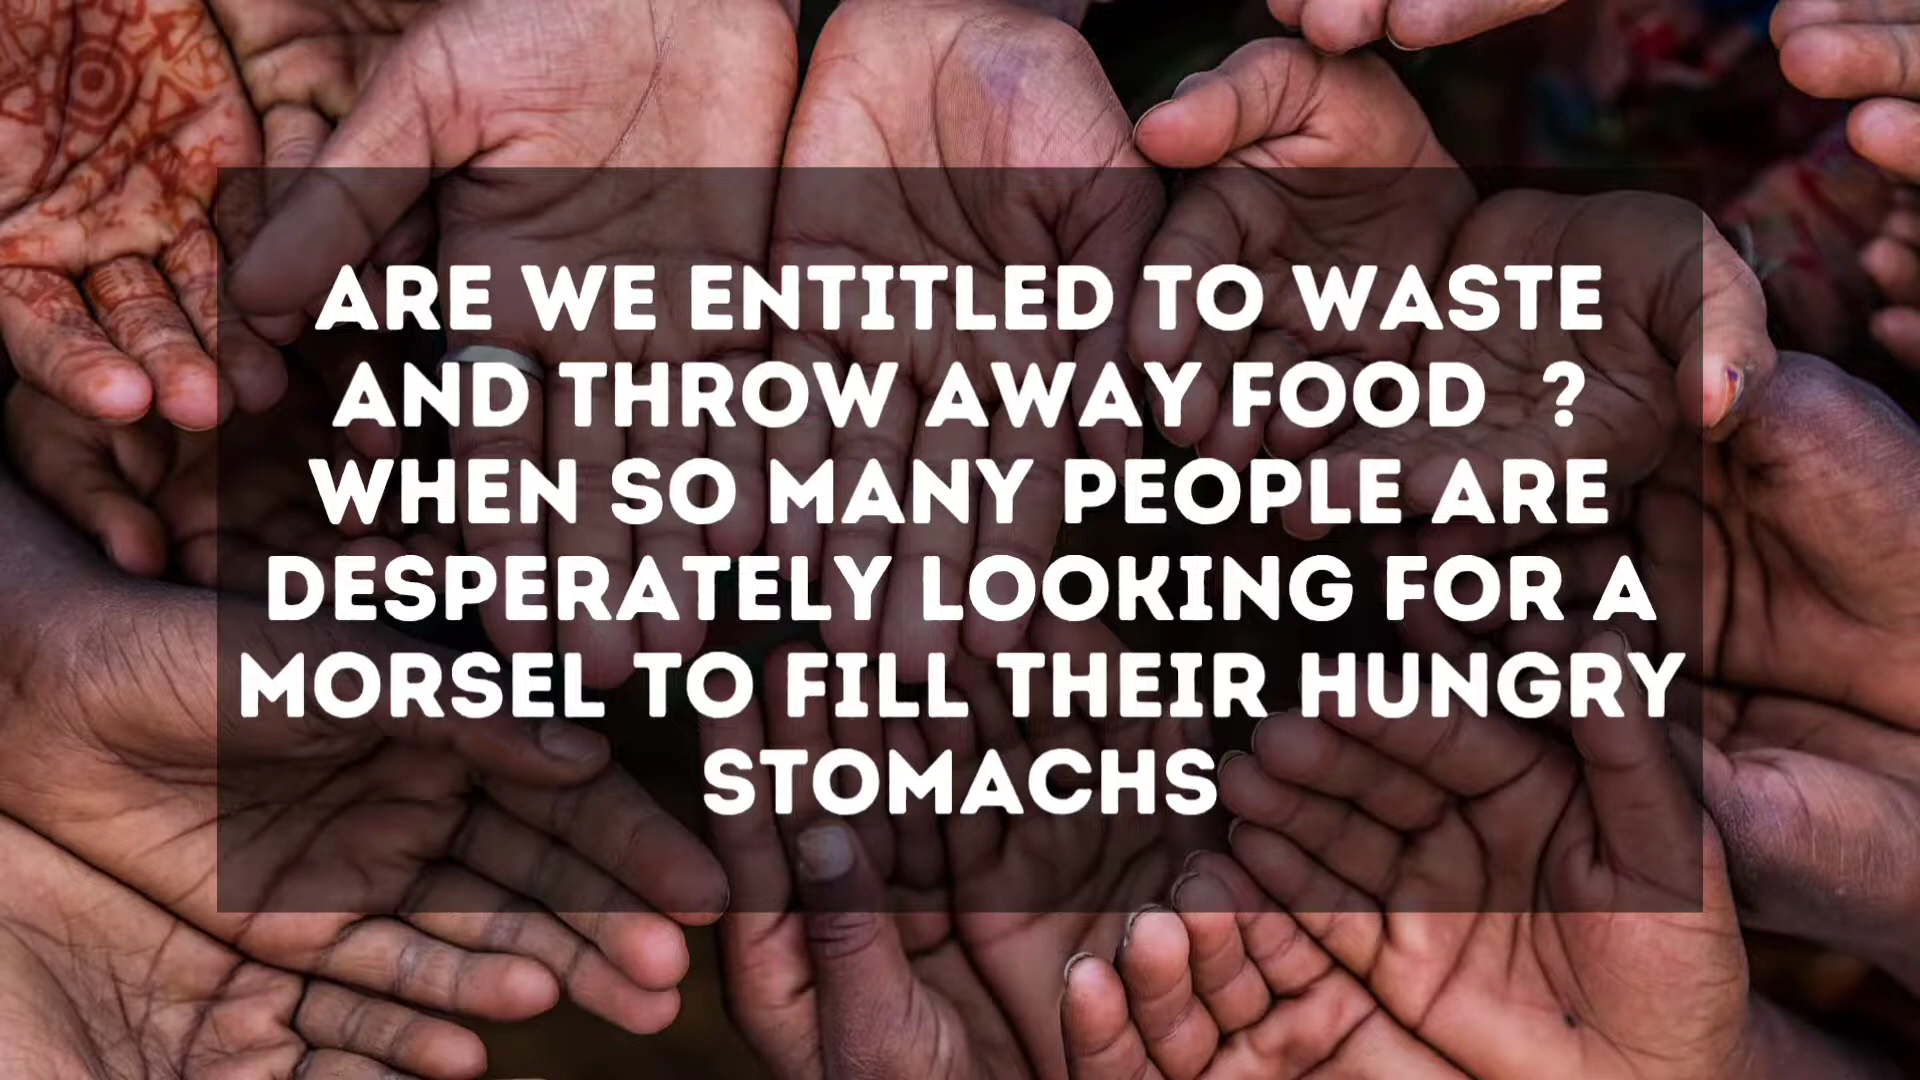 ARE WE ENTITLED TO WASTE
AND THROW AWAY FOOD ?
WHEN SO MANY PEOPLE ARE
DESPERATELY LOOKING FOR A
MORSEL TO FILL THEIR HUNGRY
STOMACHS